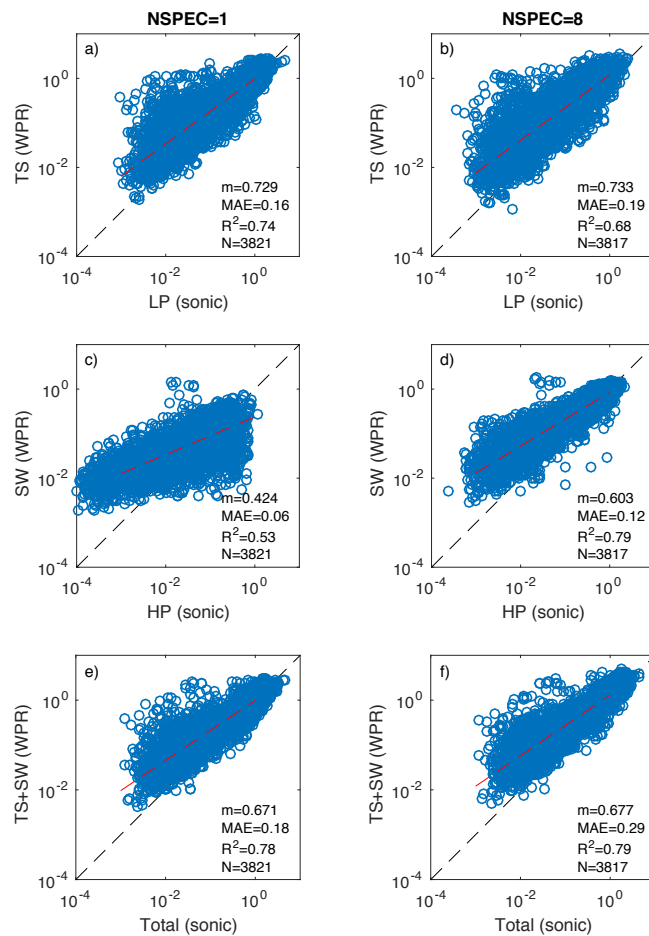 NSPEC=1
NSPEC=8
a)
10^0
10^-2
10^-4
TS (WPR)
m=0.729
MAE=0.16
R^2=0.74
N=3821
10^-4 10^-2 10^0
LP (sonic)
b)
10^0
10^-2
10^-4
TS (WPR)
m=0.733
MAE=0.19
R^2=0.68
N=3817
10^-4 10^-2 10^0
LP (sonic)
c)
10^0
10^-2
10^-4
SW (WPR)
m=0.424
MAE=0.06
R^2=0.53
N=3821
10^-4 10^-2 10^0
HP (sonic)
d)
10^0
10^-2
10^-4
SW (WPR)
m=0.603
MAE=0.12
R^2=0.79
N=3817
10^-4 10^-2 10^0
HP (sonic)
e)
10^0
10^-2
10^-4
TS+SW (WPR)
m=0.671
MAE=0.18
R^2=0.78
N=3821
10^-4 10^-2 10^0
Total (sonic)
f)
10^0
10^-2
10^-4
TS+SW (WPR)
m=0.677
MAE=0.29
R^2=0.79
N=3817
10^-4 10^-2 10^0
Total (sonic)